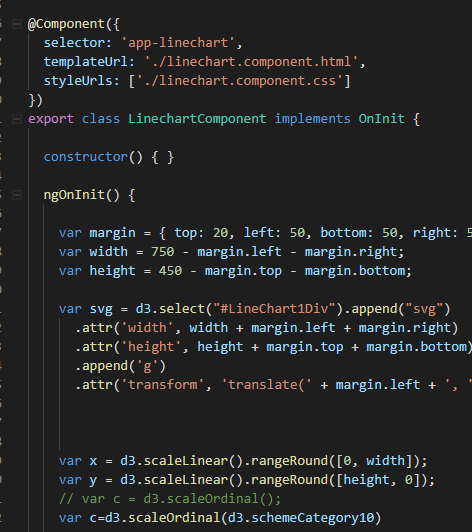 @Component({
  selector: 'app-linechart',
  templateUrl: './linechart.component.html',
  styleUrls: ['./linechart.component.css']
})
export class LinechartComponent implements OnInit {
  constructor() { }
  ngOnInit() {
    var margin = { top: 20, left: 50, bottom: 50, right: 5
    var width = 750 - margin.left - margin.right;
    var height = 450 - margin.top - margin.bottom;
    var svg = d3.select("#LineChart1Div").append("svg")
      .attr('width', width + margin.left + margin.right)
      .attr('height', height + margin.top + margin.bottom)
      .append('g')
      .attr('transform', 'translate(' + margin.left + ', '
    var x = d3.scaleLinear().rangeRound([0, width]);
    var y = d3.scaleLinear().rangeRound([height, 0]);
    // var c = d3.scaleOrdinal();
    var c=d3.scaleOrdinal(d3.schemeCategory10)